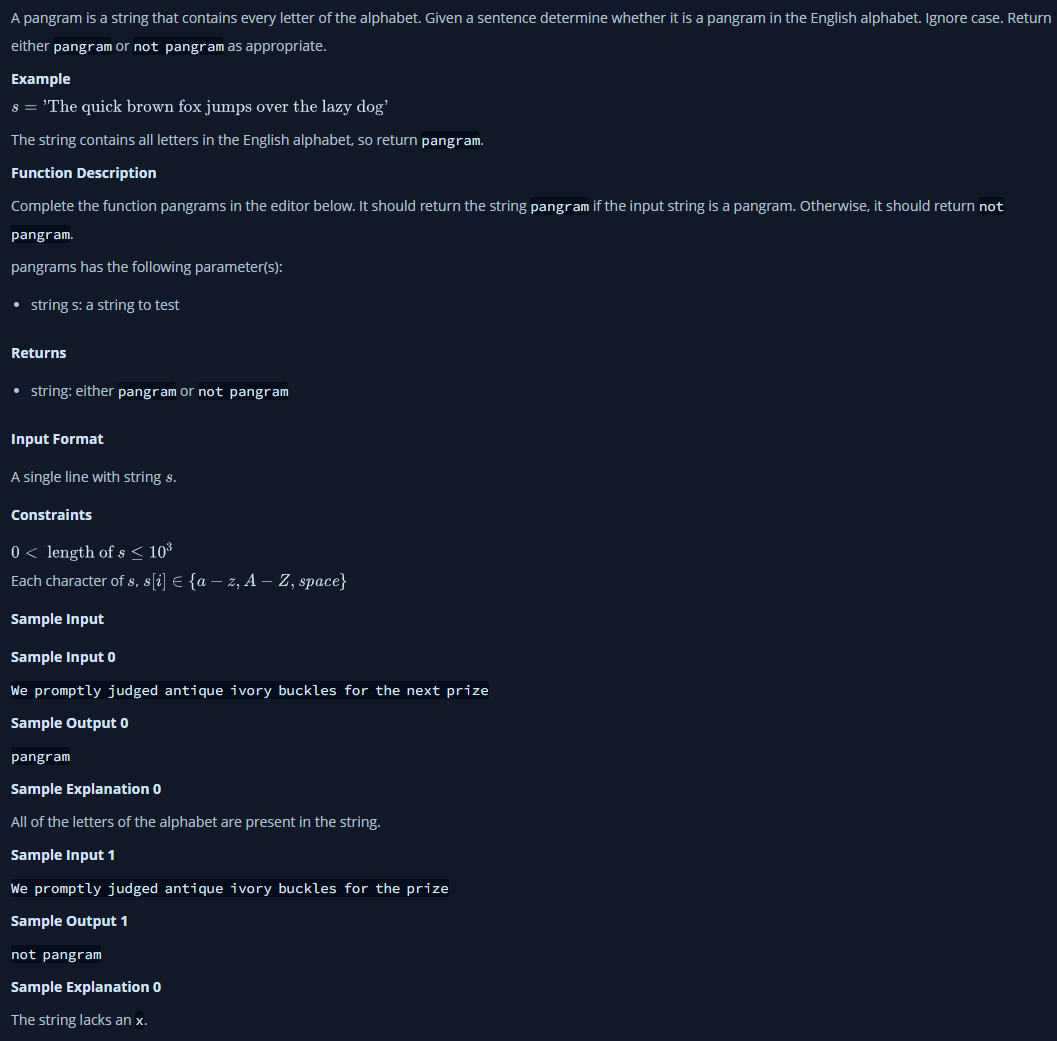 A pangram is a string that contains every letter of the alphabet. Given a sentence determine whether it is a pangram in the English alphabet. Ignore case. Return
either pangram or not pangram as appropriate.
Example
s = 'The quick brown fox jumps over the lazy dog'
The string contains all letters in the English alphabet, so return pangram.
Function Description
Complete the function pangrams in the editor below. It should return the string pangram if the input string is a pangram. Otherwise, it should return not
pangram.
pangrams has the following parameter(s):
• string s: a string to test
Returns
• string: either pangram or not pangram
Input Format
A single line with string s.
Constraints
0 < length of s ≤ 10³
Each character of s, s[i] ∈ {a − z, A − Z, space}
Sample Input
Sample Input 0
We promptly judged antique ivory buckles for the next prize
Sample Output 0
pangram
Sample Explanation 0
All of the letters of the alphabet are present in the string.
Sample Input 1
We promptly judged antique ivory buckles for the prize
Sample Output 1
not pangram
Sample Explanation 0
The string lacks an x.